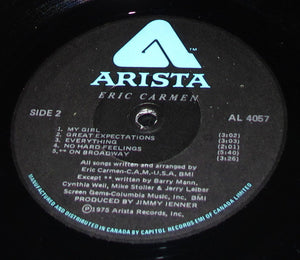 ARISTA
TM
ERIC CARMEN
SIDE 2
AL 4057
1. MY GIRL (3:02)
2. GREAT EXPECTATIONS (3:03)
3. EVERYTHING (2:01)
4. NO HARD FEELINGS (5:40)
5.** ON BROADWAY (3:26)
All songs written and arranged by
Eric Carmen-C.A.M.-U.S.A., BMI
Except ** written by Barry Mann,
Cynthia Weil, Mike Stoller & Jerry Leiber
Screen Gems-Columbia Music, Inc., BMI
PRODUCED BY JIMMY IENNER
℗1975 Arista Records, Inc.
MANUFACTURED AND DISTRIBUTED IN CANADA BY CAPITOL RECORDS EMI OF CANADA LIMITED